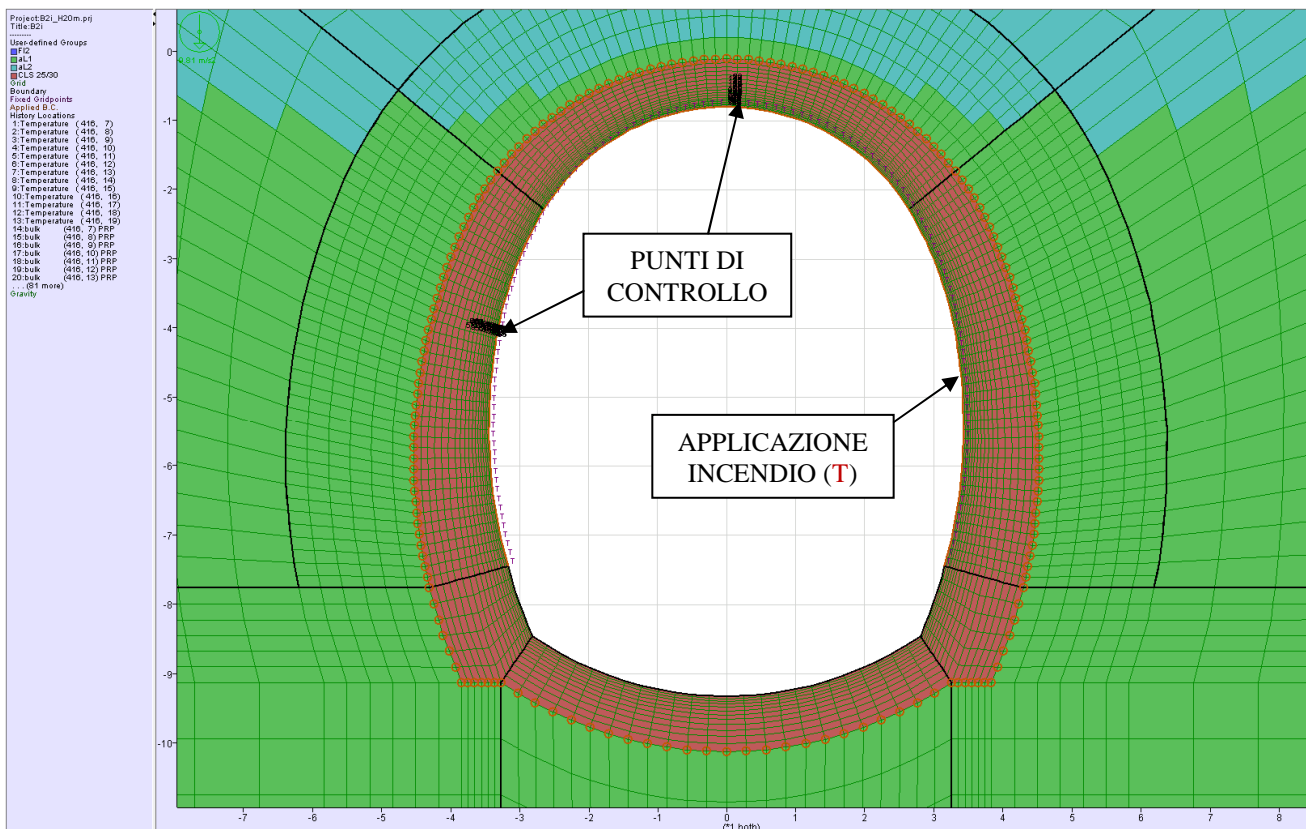 Project:B2i_H20m.prj
Title:B2i
---------
User-defined Groups
FI2
aL1
aL2
CLS 25/30
Grid
Boundary
Fixed Gridpoints
Applied B.C.
History Locations
1:Temperature (416, 7)
2:Temperature (416, 8)
3:Temperature (416, 9)
4:Temperature (416, 10)
5:Temperature (416, 11)
6:Temperature (416, 12)
7:Temperature (416, 13)
8:Temperature (416, 14)
9:Temperature (416, 15)
10:Temperature (416, 16)
11:Temperature (416, 17)
12:Temperature (416, 18)
13:Temperature (416, 19)
14:bulk (416, 7) PRP
15:bulk (416, 8) PRP
16:bulk (416, 9) PRP
17:bulk (416, 10) PRP
18:bulk (416, 11) PRP
19:bulk (416, 12) PRP
20:bulk (416, 13) PRP
. . . (81 more)
Gravity
9.81 m/s2
0
-1
-2
-3
-4
-5
-6
-7
-8
-9
-10
PUNTI DI
CONTROLLO
APPLICAZIONE
INCENDIO (T)
-7 -6 -5 -4 -3 -2 -1 0 1 2 3 4 5 6 7 8
(*1 both)